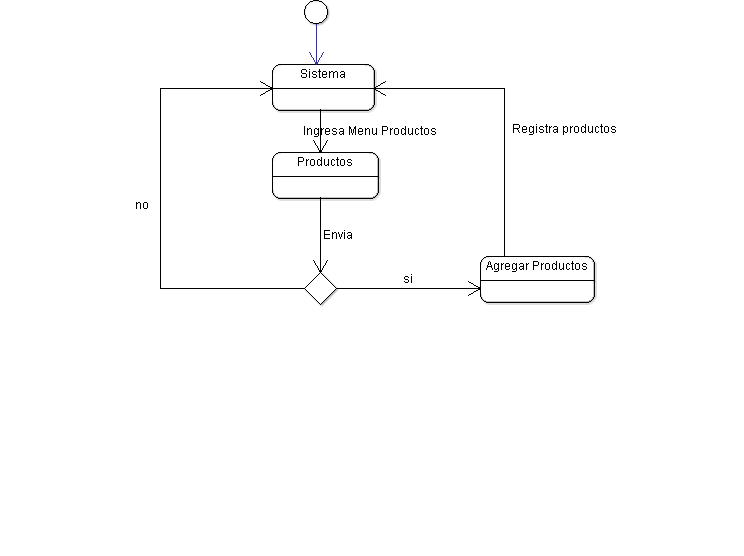 Sistema
Ingresa Menu Productos
Registra productos
Productos
no
Envia
Agregar Productos
si